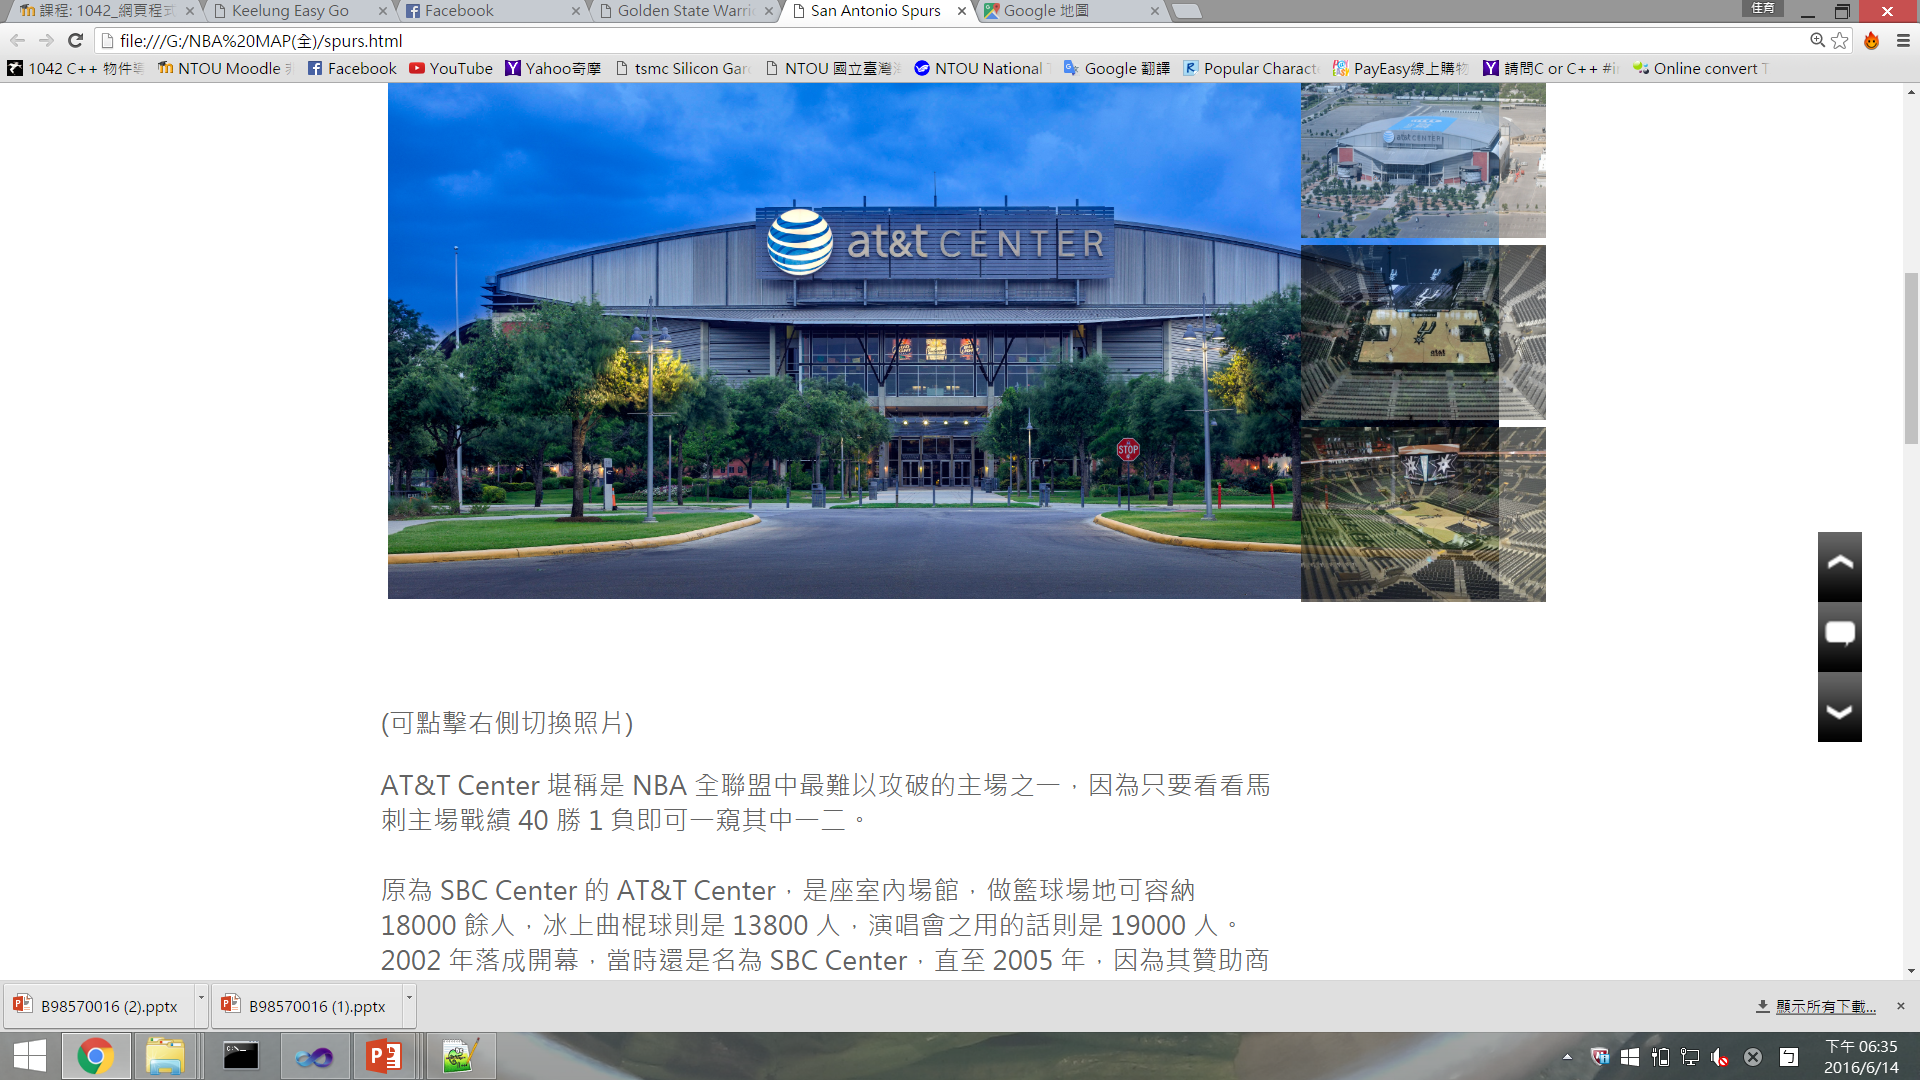 課程: 1042_網頁程式
Keelung Easy Go
Facebook
Golden State Warri
San Antonio Spurs
Google 地圖
佳育
file:///G:/NBA%20MAP(全)/spurs.html
1042 C++ 物件導
NTOU Moodle
Facebook
YouTube
Yahoo奇摩
tsmc Silicon Gar
NTOU 國立臺灣海
NTOU National T
Google 翻譯
Popular Characte
PayEasy線上購物
請問C or C++ #in
Online convert T
at&t CENTER
at&t CENTER
STOP
at&t
(可點擊右側切換照片)
AT&T Center 堪稱是 NBA 全聯盟中最難以攻破的主場之一，因為只要看看馬
刺主場戰績 40 勝 1 負即可一窺其中一二。
原為 SBC Center 的 AT&T Center，是座室內場館，做籃球場地可容納
18000 餘人，冰上曲棍球則是 13800 人，演唱會之用的話則是 19000 人。
2002 年落成開幕，當時還是名為 SBC Center，直至 2005 年，因為其贊助商
B98570016 (2).pptx
B98570016 (1).pptx
顯示所有下載...
下午 06:35
2016/6/14